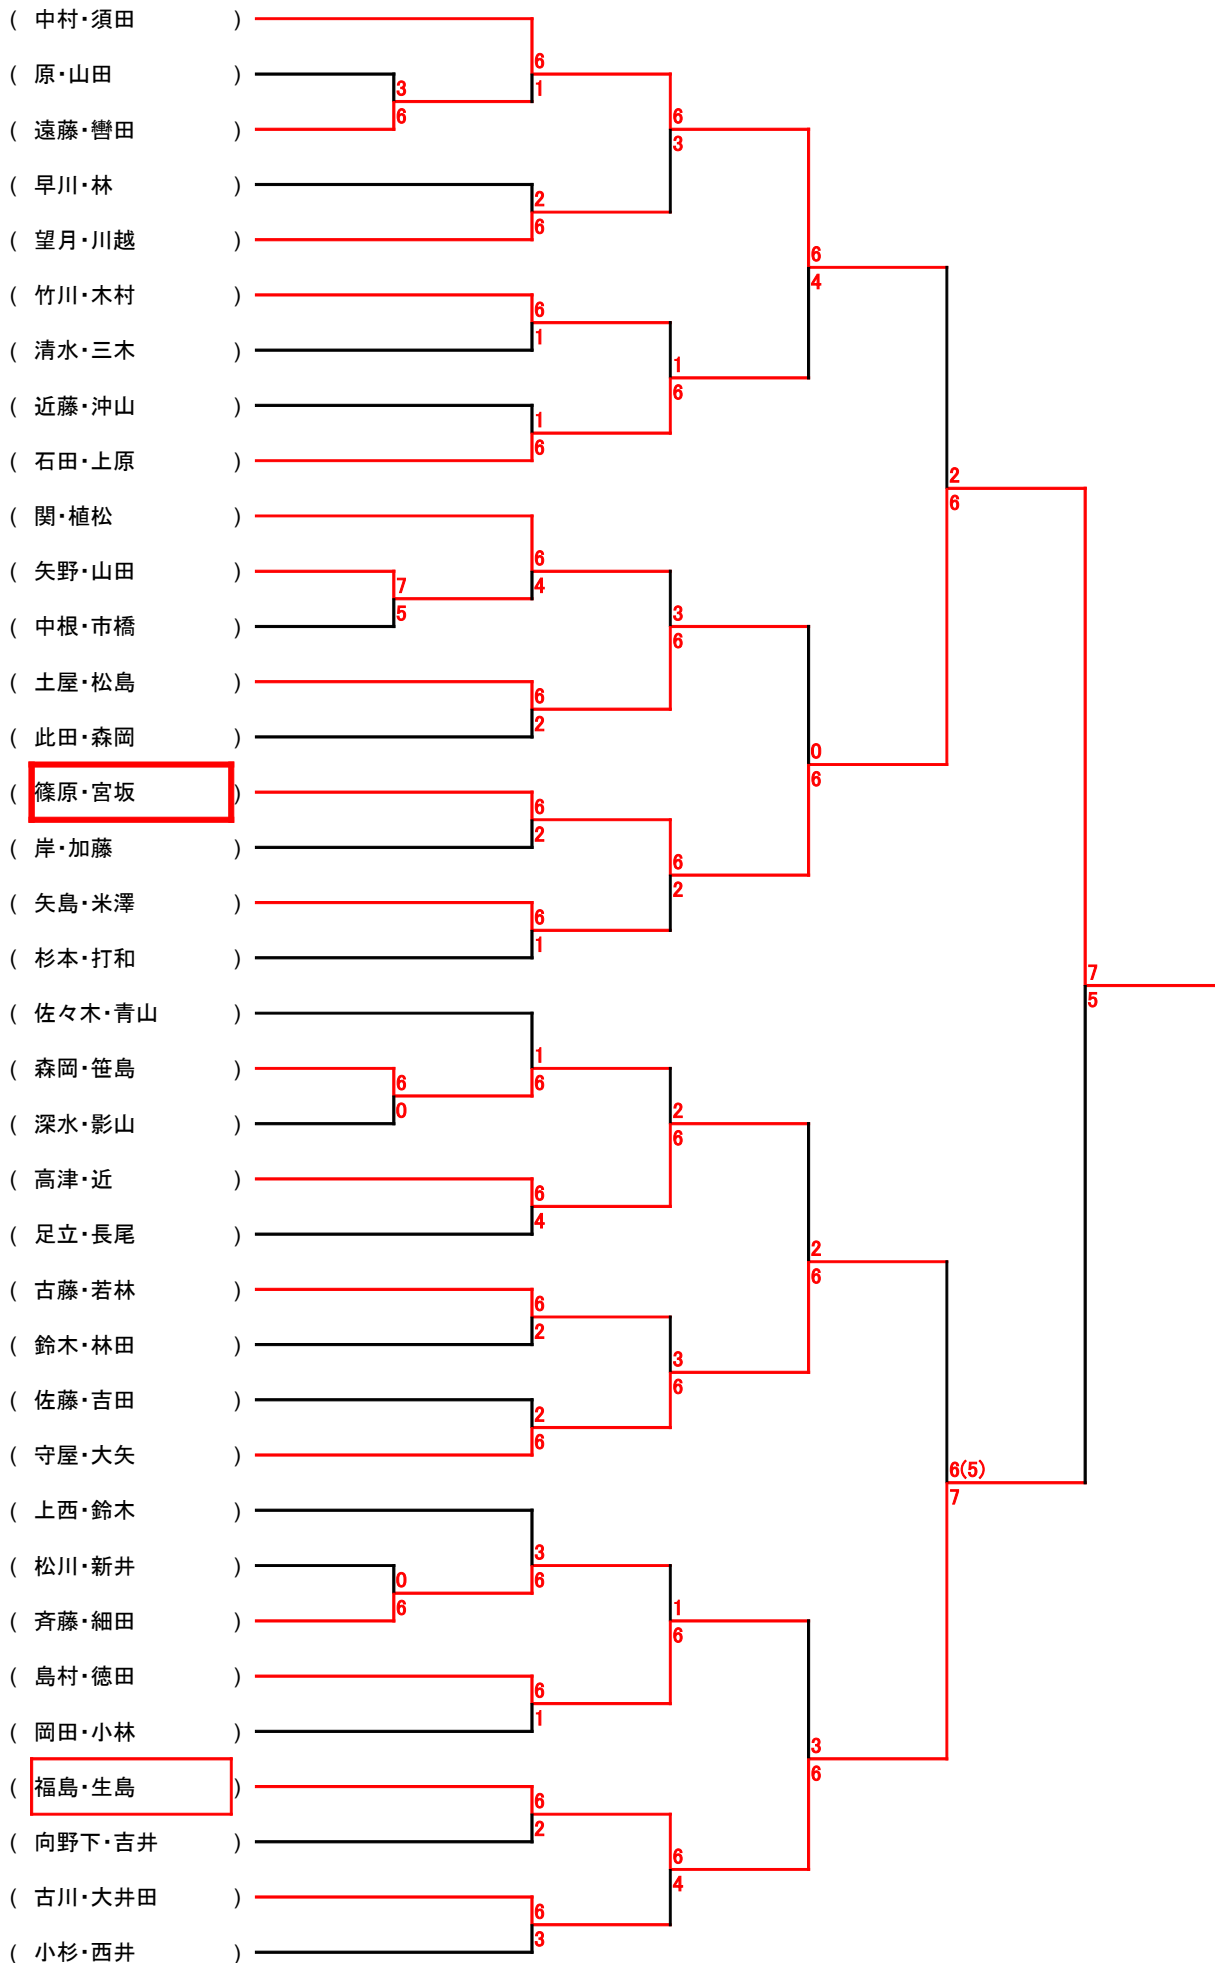 ( 中村・須田 )
6
( 原・山田 )
3
1
6
6
( 遠藤・轡田 )
3
( 早川・林 )
2
6
( 望月・川越 )
6
4
( 竹川・木村 )
6
1
( 清水・三木 )
1
6
( 近藤・沖山 )
1
6
( 石田・上原 )
2
6
( 関・植松 )
6
( 矢野・山田 )
7
4
5
3
( 中根・市橋 )
6
( 土屋・松島 )
6
2
( 此田・森岡 )
0
6
( 篠原・宮坂 )
6
2
( 岸・加藤 )
6
2
( 矢島・米澤 )
6
1
( 杉本・打和 )
7
5
( 佐々木・青山 )
1
( 森岡・笹島 )
6
6
0
2
( 深水・影山 )
6
( 高津・近 )
6
4
( 足立・長尾 )
2
6
( 古藤・若林 )
6
2
( 鈴木・林田 )
3
6
( 佐藤・吉田 )
2
6
( 守屋・大矢 )
6(5)
7
( 上西・鈴木 )
3
( 松川・新井 )
0
6
6
1
( 斉藤・細田 )
6
( 島村・徳田 )
6
1
( 岡田・小林 )
3
6
( 福島・生島 )
6
2
( 向野下・吉井 )
6
4
( 古川・大井田 )
6
3
( 小杉・西井 )